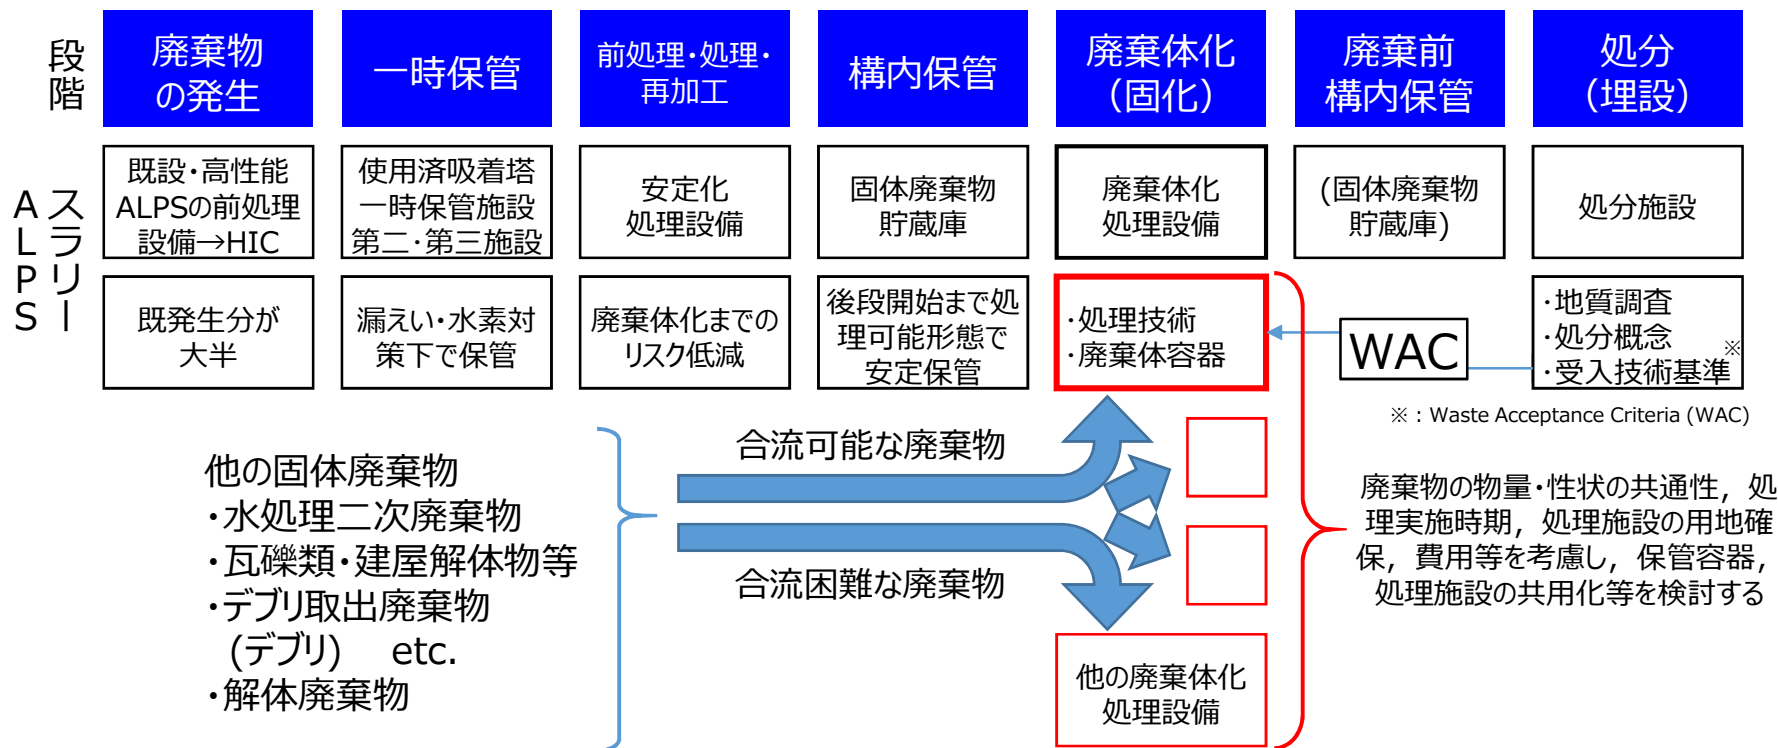 段階
廃棄物
の発生
一時保管
前処理・処理・
再加工
構内保管
廃棄体化
（固化）
廃棄前
構内保管
処分
（埋設）
ALPS
スラリー
既設・高性能
ALPSの前処理
設備→HIC
使用済吸着塔
一時保管施設
第二・第三施設
安定化
処理設備
固体廃棄物
貯蔵庫
廃棄体化
処理設備
(固体廃棄物
貯蔵庫)
処分施設
既発生分が
大半
漏えい・水素対
策下で保管
廃棄体化までの
リスク低減
後段開始まで処
理可能形態で
安定保管
・処理技術
・廃棄体容器
WAC
・地質調査
・処分概念
・受入技術基準※
※：Waste Acceptance Criteria (WAC)
他の固体廃棄物
・水処理二次廃棄物
・瓦礫類・建屋解体物等
・デブリ取出廃棄物
(デブリ)　etc.
・解体廃棄物
合流可能な廃棄物
合流困難な廃棄物
他の廃棄体化
処理設備
廃棄物の物量・性状の共通性，処
理実施時期，処理施設の用地確
保，費用等を考慮し，保管容器，
処理施設の共用化等を検討する